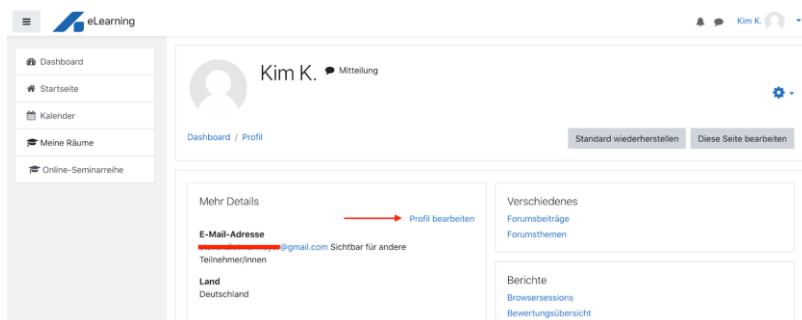 eLearning
Kim K.
Dashboard
Startseite
Kalender
Meine Räume
Online-Seminarreihe
Kim K. Mitteilung
Dashboard / Profil
Standard wiederherstellen Diese Seite bearbeiten
Mehr Details
Profil bearbeiten
E-Mail-Adresse
@gmail.com Sichtbar für andere
Teilnehmer/innen
Land
Deutschland
Verschiedenes
Forumsbeiträge
Forumsthemen
Berichte
Browsersessions
Bewertungsübersicht